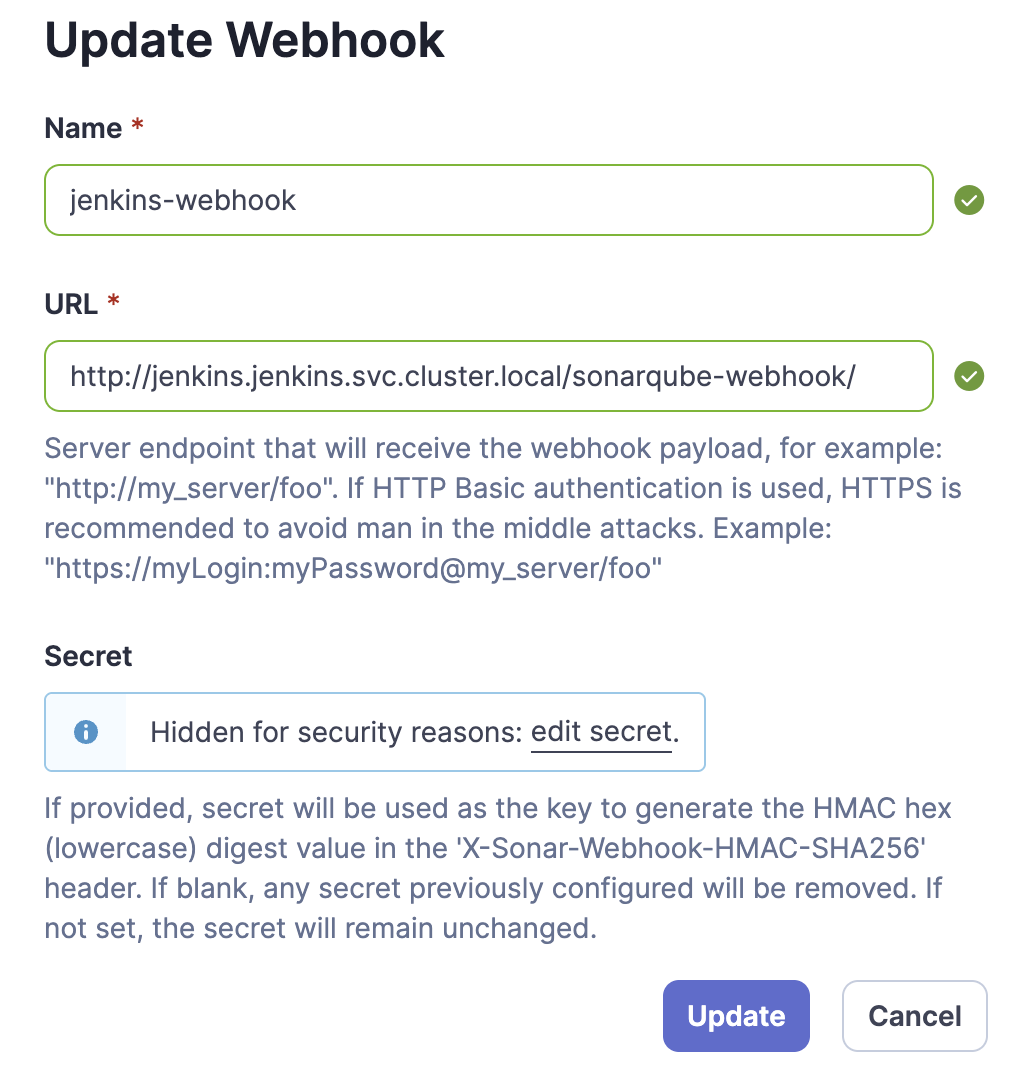 Update Webhook
Name *
jenkins-webhook
URL *
http://jenkins.jenkins.svc.cluster.local/sonarqube-webhook/
Server endpoint that will receive the webhook payload, for example:
"http://my_server/foo". If HTTP Basic authentication is used, HTTPS is
recommended to avoid man in the middle attacks. Example:
"https://myLogin:myPassword@my_server/foo"
Secret
Hidden for security reasons: edit secret.
If provided, secret will be used as the key to generate the HMAC hex
(lowercase) digest value in the 'X-Sonar-Webhook-HMAC-SHA256'
header. If blank, any secret previously configured will be removed. If
not set, the secret will remain unchanged.
Update Cancel